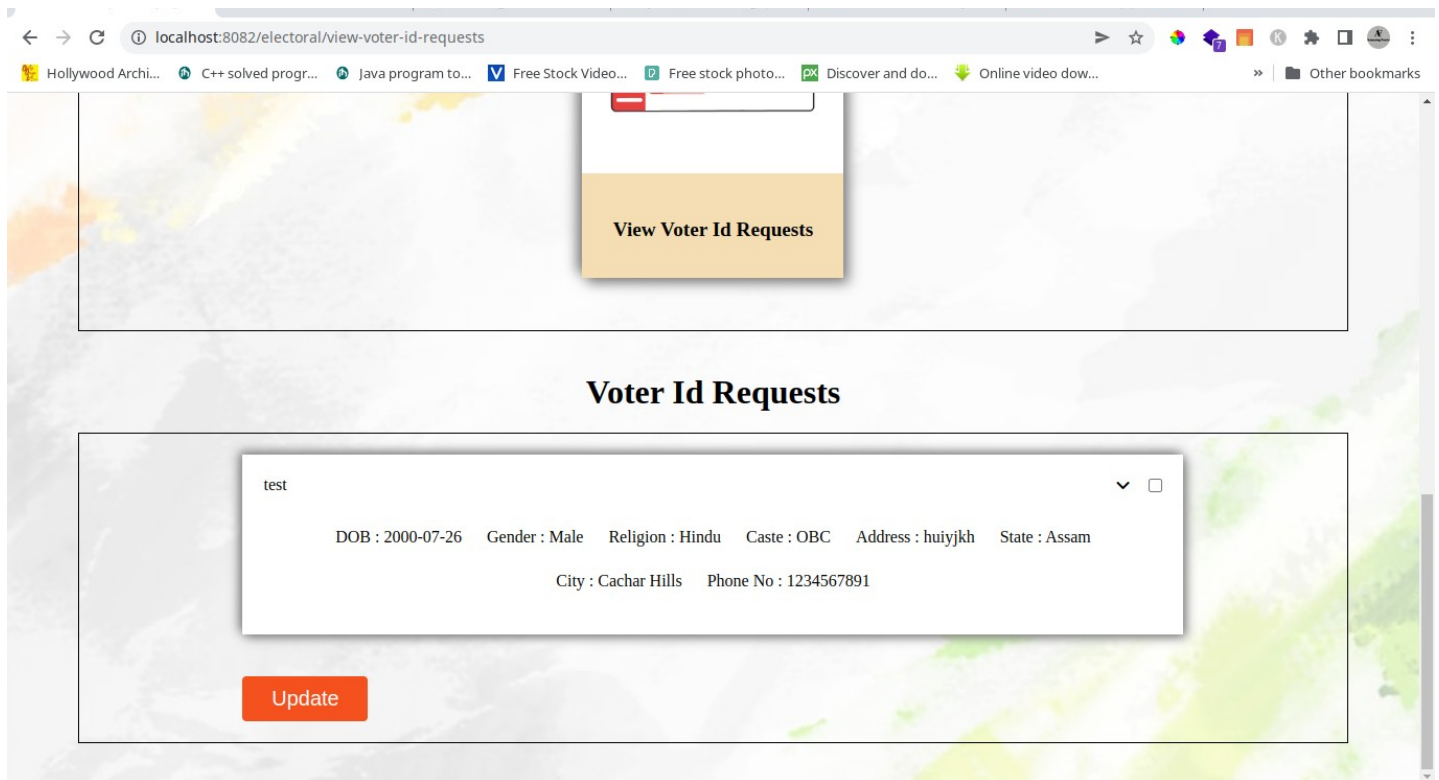 localhost:8082/electoral/view-voter-id-requests
7
K
Hollywood Archi... C++ solved progr... Java program to... V Free Stock Video... Free stock photo... PX Discover and do... Online video dow... » Other bookmarks
View Voter Id Requests
Voter Id Requests
test
DOB : 2000-07-26 Gender : Male Religion : Hindu Caste : OBC Address : huiyjkh State : Assam
City : Cachar Hills Phone No : 1234567891
Update